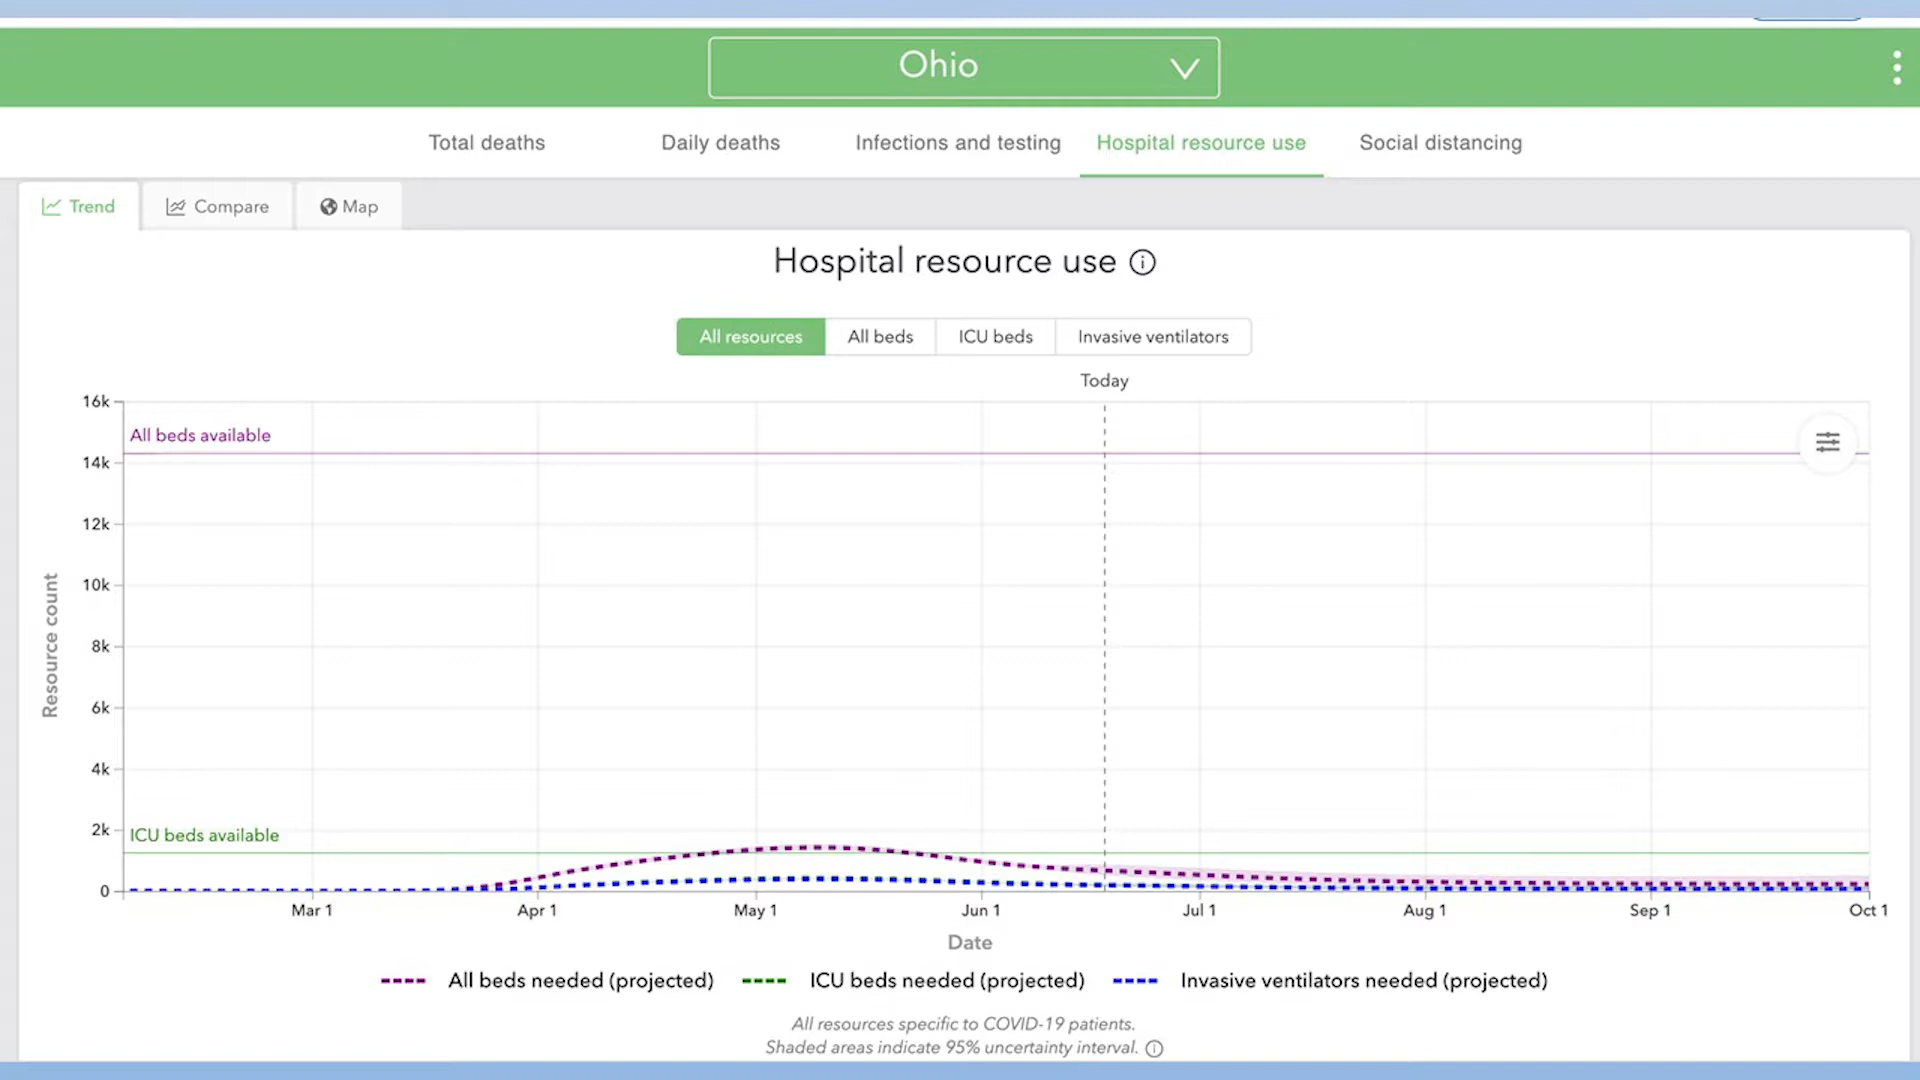 Ohio
Total deaths
Daily deaths
Infections and testing
Hospital resource use
Social distancing
Trend
Compare
Map
Hospital resource use
All resources
All beds
ICU beds
Invasive ventilators
Today
16k
All beds available
14k
12k
10k
8k
6k
4k
2k
ICU beds available
0
Resource count
Mar 1
Apr 1
May 1
Jun 1
Jul 1
Aug 1
Sep 1
Oct 1
Date
All beds needed (projected)
ICU beds needed (projected)
Invasive ventilators needed (projected)
All resources specific to COVID-19 patients.
Shaded areas indicate 95% uncertainty interval.